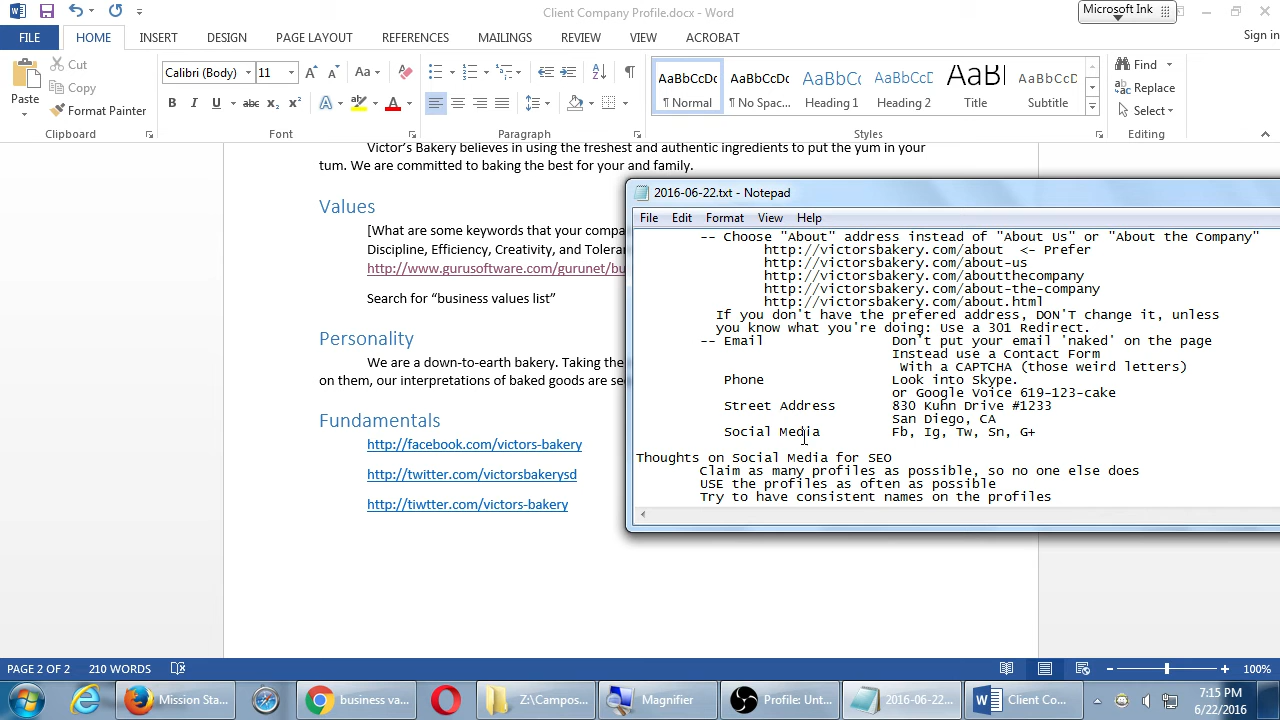 Client Company Profile.docx - Word
Microsoft Ink
FILE HOME INSERT DESIGN PAGE LAYOUT REFERENCES MAILINGS REVIEW VIEW ACROBAT Sign in
Paste
Cut
Copy
Format Painter
Clipboard
Calibri (Body) 11
Font
Paragraph
AaBbCcDc AaBbCcDc AaBbCc AaBbCcD AaBl AaBbCcD
¶ Normal ¶ No Spac... Heading 1 Heading 2 Title Subtitle
Styles
Find
Replace
Select
Editing
Victor's Bakery believes in using the freshest and authentic ingredients to put the yum in your
tum. We are committed to baking the best for your and family.
Values
[What are some keywords that your compa
Discipline, Efficiency, Creativity, and Toleran
http://www.gurusoftware.com/gurunet/bu
Search for “business values list”
Personality
We are a down-to-earth bakery. Taking the
on them, our interpretations of baked goods are se
Fundamentals
http://facebook.com/victors-bakery
http://twitter.com/victorsbakerysd
http://tiwtter.com/victors-bakery
2016-06-22.txt - Notepad
File Edit Format View Help
-- Choose "About" address instead of "About Us" or "About the Company"
http://victorsbakery.com/about <- Prefer
http://victorsbakery.com/about-us
http://victorsbakery.com/aboutthecompany
http://victorsbakery.com/about-the-company
http://victorsbakery.com/about.html
If you don't have the prefered address, DON'T change it, unless
you know what you're doing: Use a 301 Redirect.
-- Email Don't put your email 'naked' on the page
Instead use a Contact Form
With a CAPTCHA (those weird letters)
Phone Look into Skype.
or Google Voice 619-123-cake
Street Address 830 Kuhn Drive #1233
San Diego, CA
Social Media Fb, Ig, Tw, Sn, G+
Thoughts on Social Media for SEO
Claim as many profiles as possible, so no one else does
USE the profiles as often as possible
Try to have consistent names on the profiles
PAGE 2 OF 2 210 WORDS 100%
Mission Sta... business va... Z:\Campos... Magnifier Profile: Unt... 2016-06-22... Client Co...
7:15 PM
6/22/2016